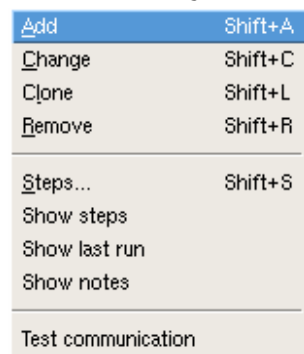 Add Shift+A
Change Shift+C
Clone Shift+L
Remove Shift+R
Steps... Shift+S
Show steps
Show last run
Show notes
Test communication